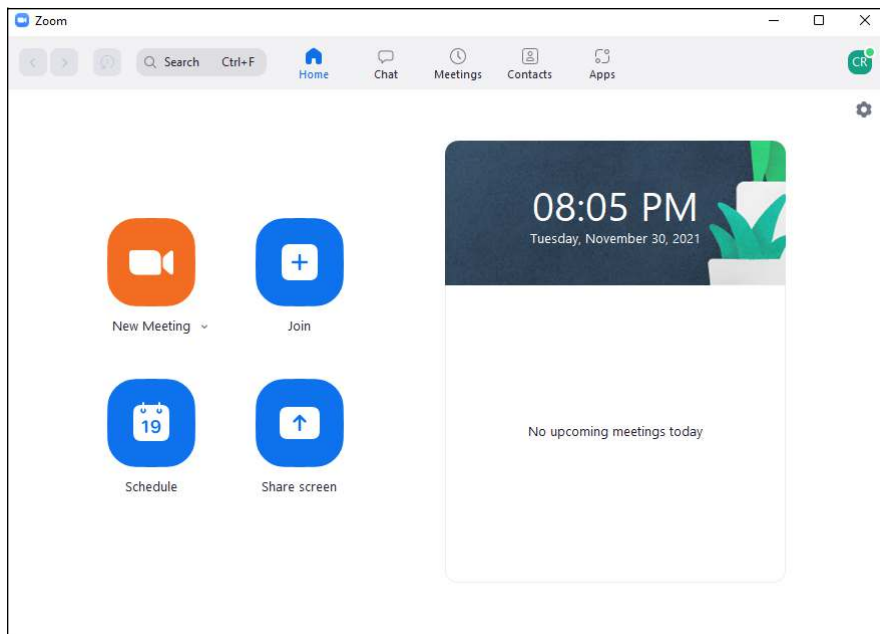 Zoom
Search Ctrl+F
Home
Chat
Meetings
Contacts
Apps
CR
08:05 PM
Tuesday, November 30, 2021
New Meeting
Join
19
Schedule
Share screen
No upcoming meetings today